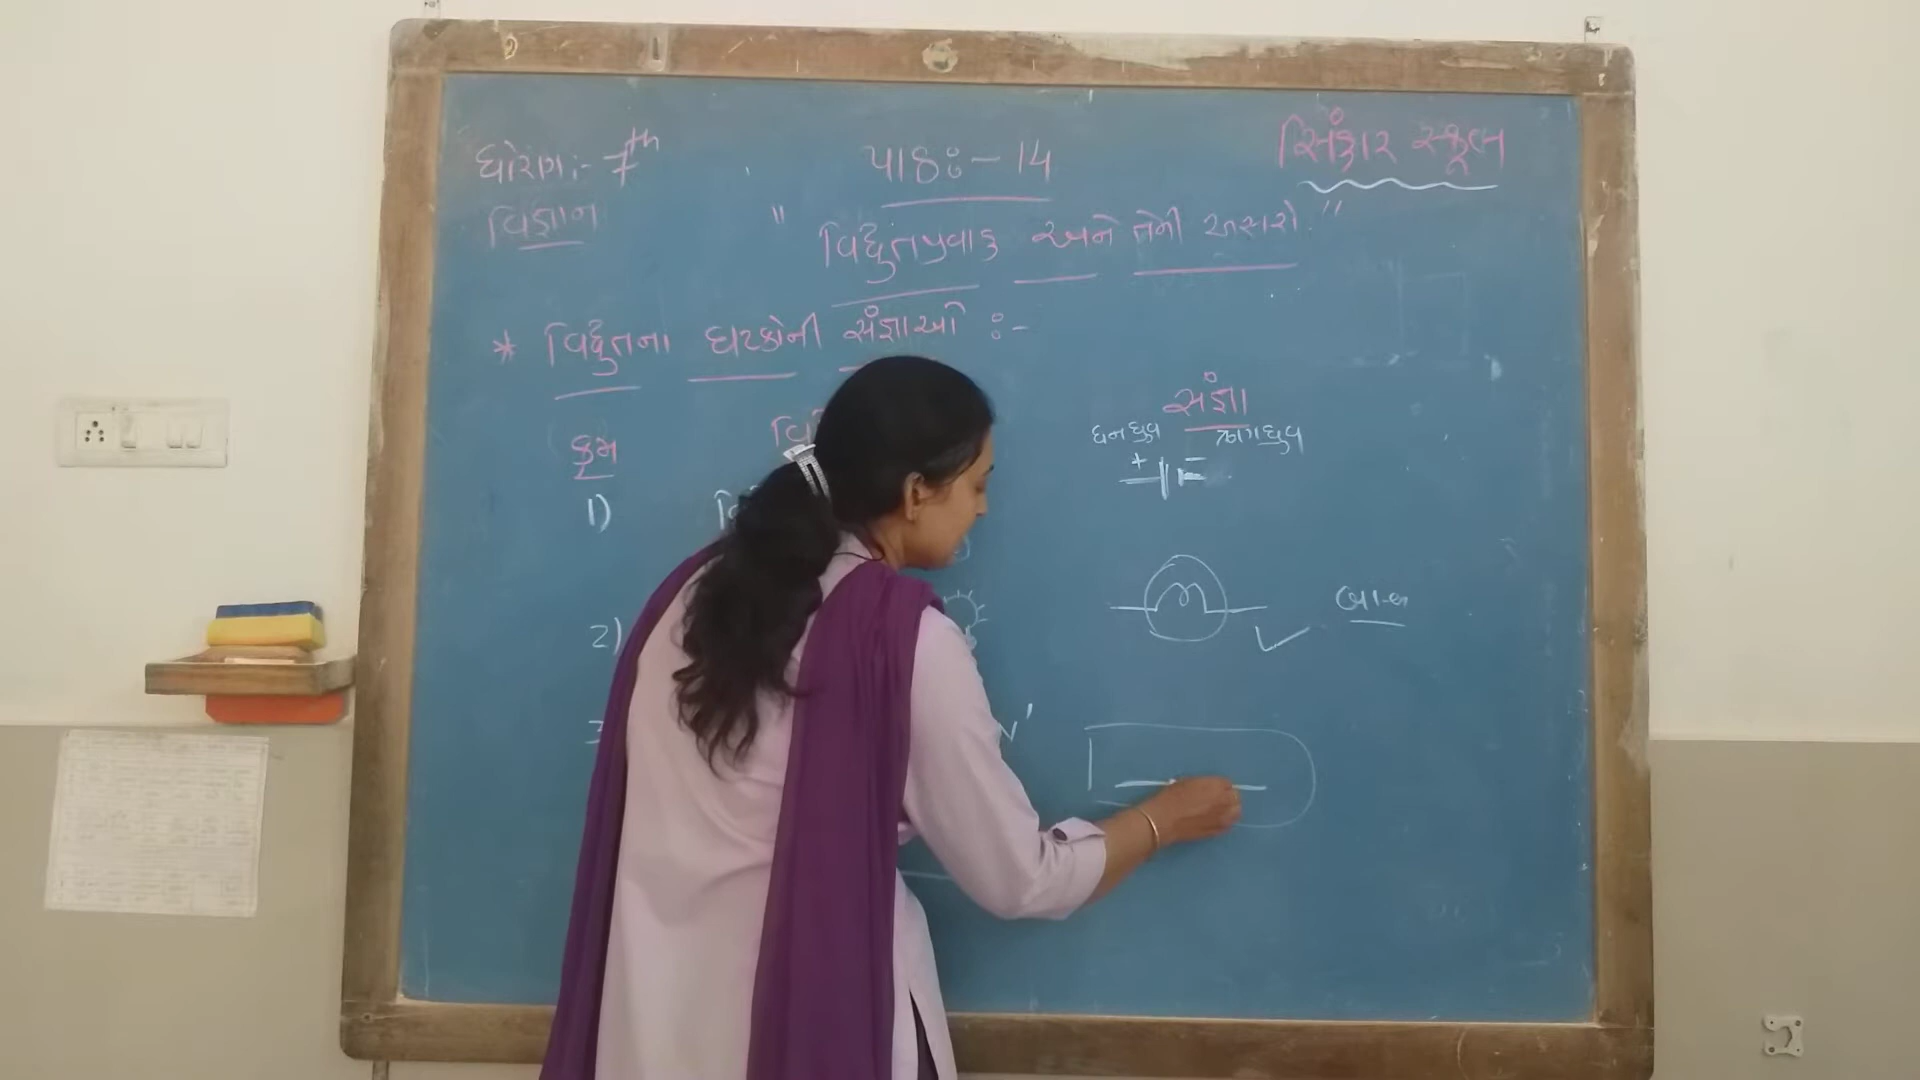 ધોરણ:- 7th
પાઠઃ- 14
સિંકાર સ્કૂલ
વિજ્ઞાન
" વિદ્યુતપ્રવાહ અને તેની અસરો. "
* વિદ્યુતના ઘટકોની સંજ્ઞાઓ :-
ક્રમ
સંજ્ઞા
ધનધ્રુવ ઋણધ્રુવ
+ -
1)
2)
બલ્બ
N'